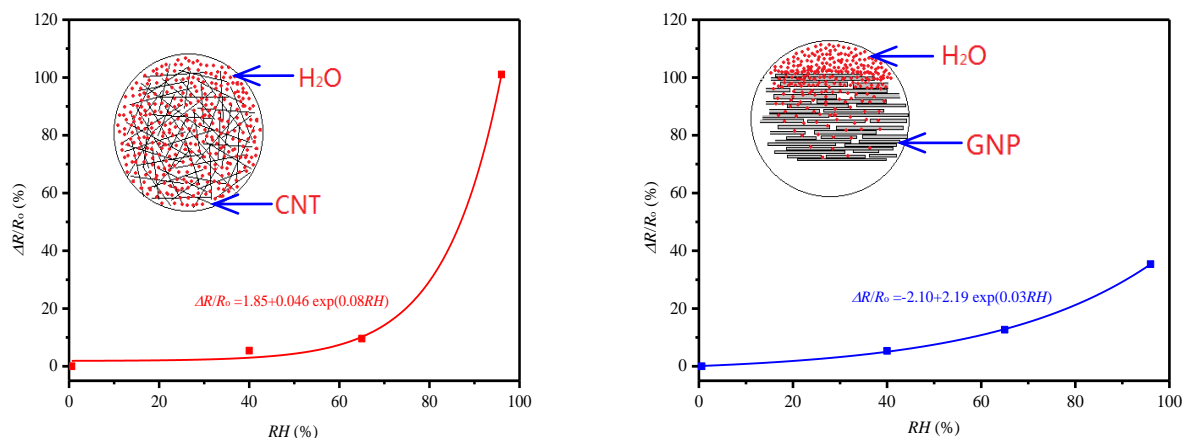 120
100
80
60
40
20
0
ΔR/R₀ (%)
H₂O
CNT
ΔR/R₀ =1.85+0.046 exp(0.08RH)
0 20 40 60 80 100
RH (%)
120
100
80
60
40
20
0
ΔR/R₀ (%)
H₂O
GNP
ΔR/R₀ =-2.10+2.19 exp(0.03RH)
0 20 40 60 80 100
RH (%)